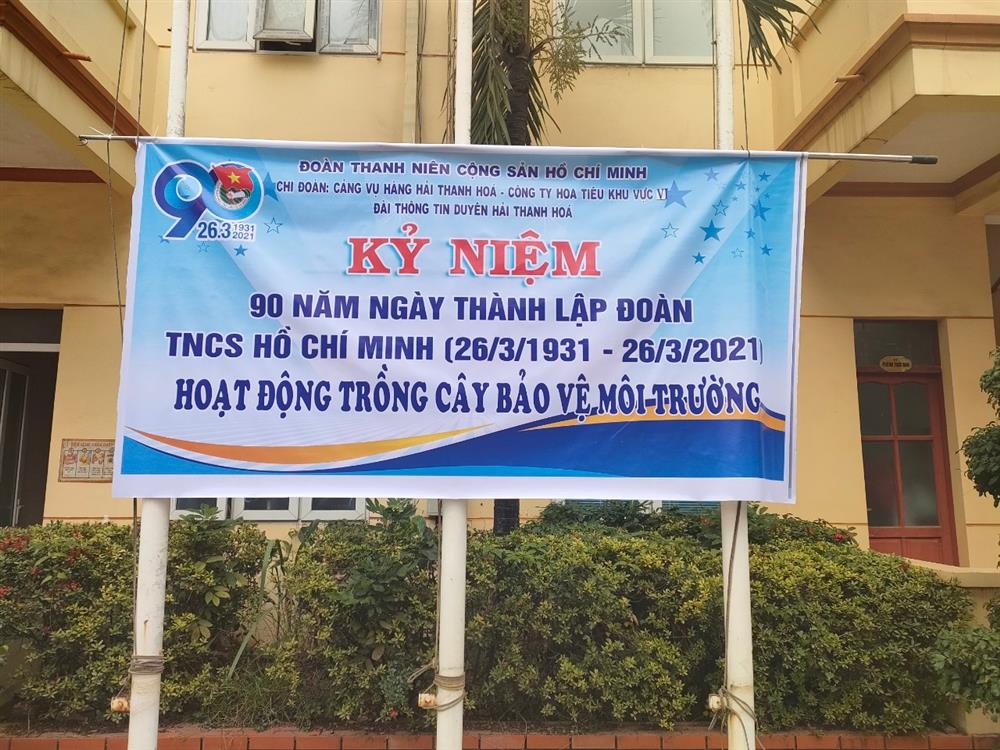 ĐOÀN THANH NIÊN CỘNG SẢN HỒ CHÍ MINH
CHI ĐOÀN: CẢNG VỤ HÀNG HẢI THANH HOÁ - CÔNG TY HOA TIÊU KHU VỰC VI
ĐÀI THÔNG TIN DUYÊN HẢI THANH HOÁ
90
26.3 1931 2021
KỶ NIỆM
90 NĂM NGÀY THÀNH LẬP ĐOÀN
TNCS HỒ CHÍ MINH (26/3/1931 - 26/3/2021)
HOẠT ĐỘNG TRỒNG CÂY BẢO VỆ MÔI TRƯỜNG